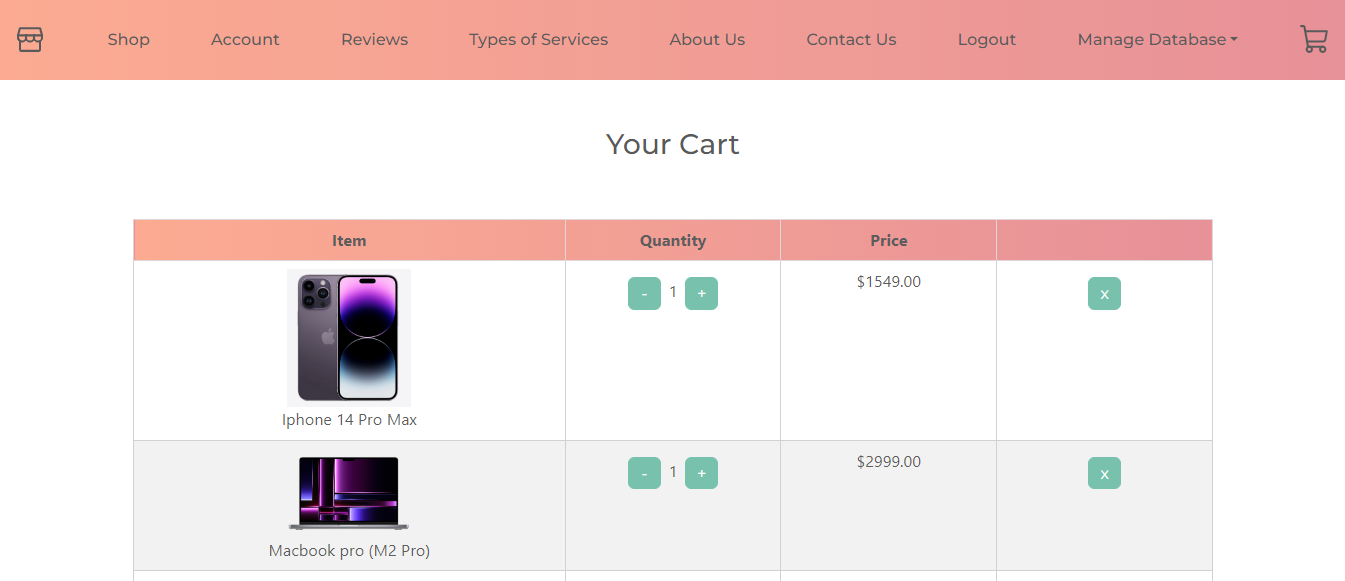 Shop Account Reviews Types of Services About Us Contact Us Logout Manage Database
Your Cart
Item Quantity Price
- 1 + $1549.00 x
Iphone 14 Pro Max
- 1 + $2999.00 x
Macbook pro (M2 Pro)